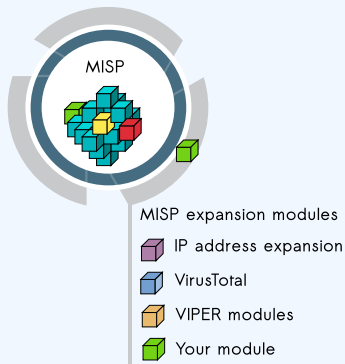 MISP
MISP expansion modules
IP address expansion
VirusTotal
VIPER modules
Your module